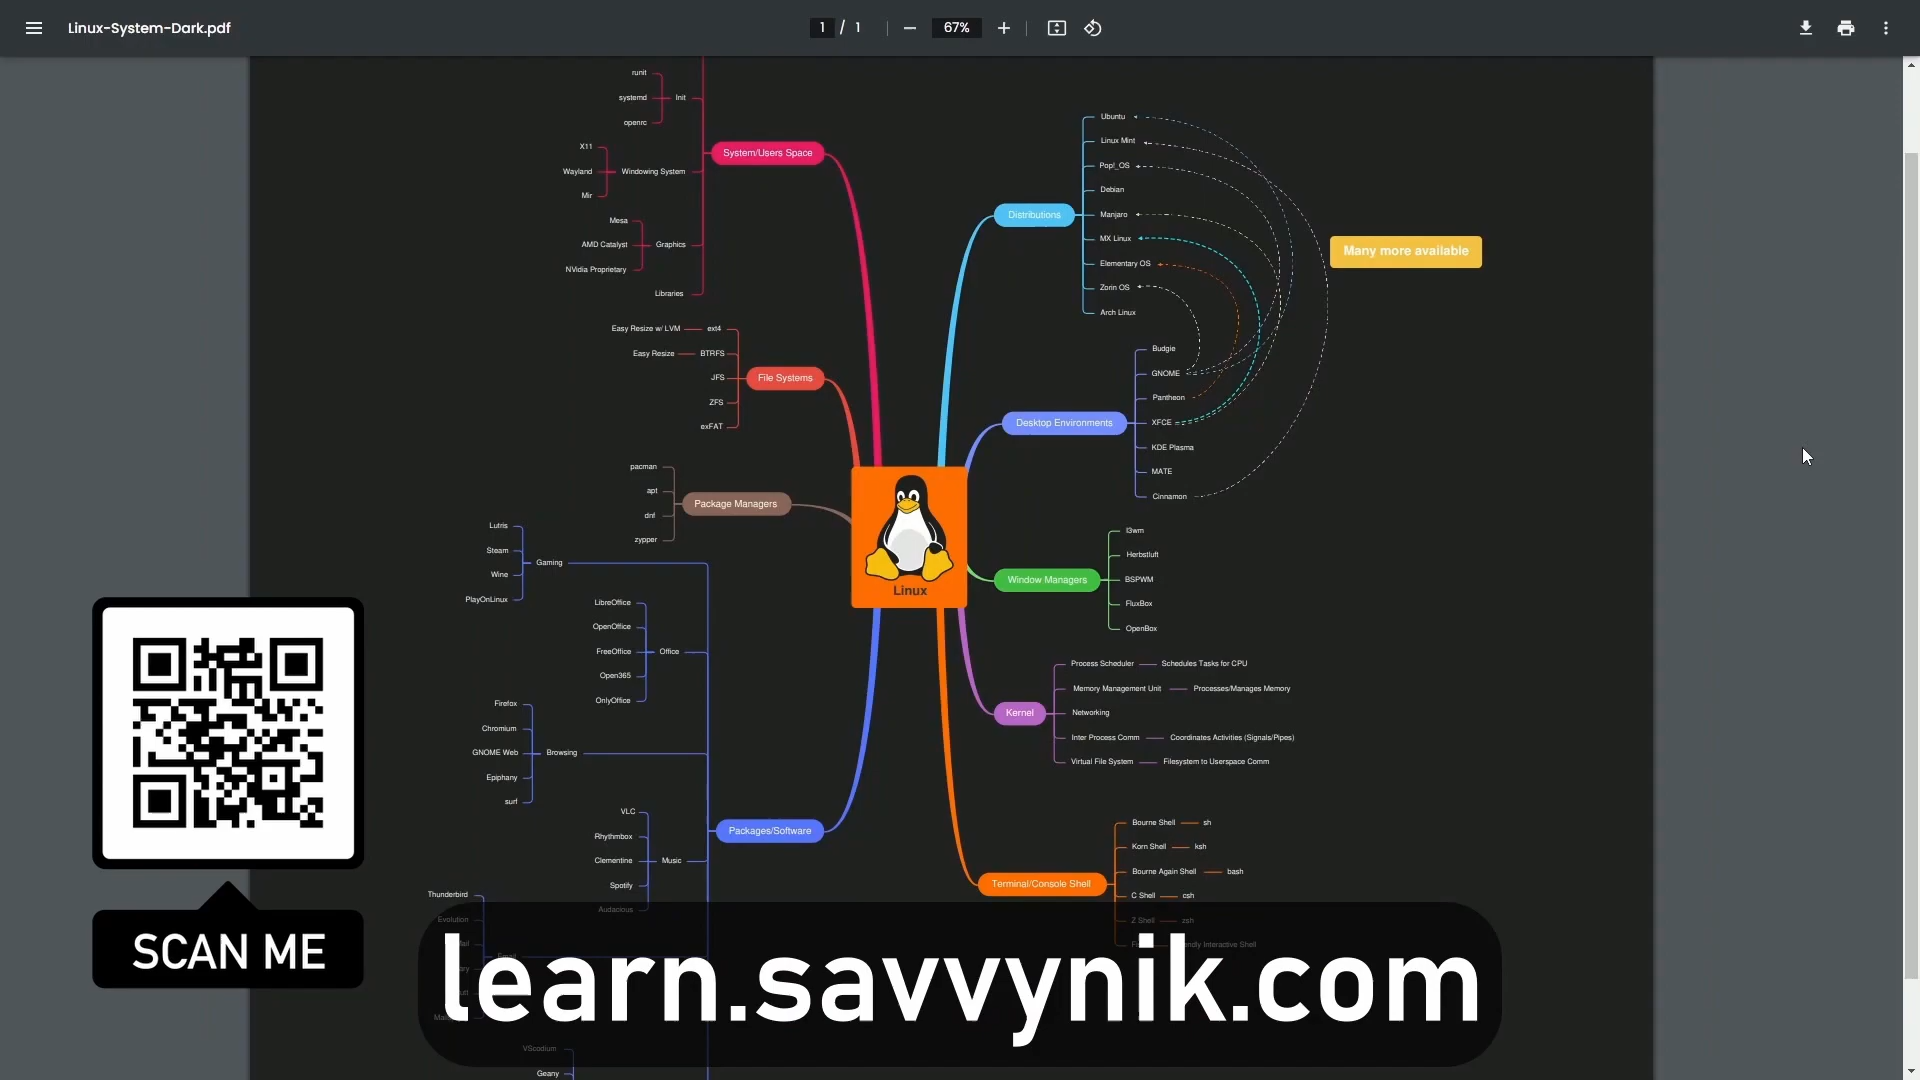 Linux-System-Dark.pdf
1 / 1
67%
runit
systemd
openrc
Init
X11
Wayland
Mir
Windowing System
Mesa
AMD Catalyst
NVidia Proprietary
Graphics
Libraries
System/Users Space
Easy Resize w/ LVM
ext4
Easy Resize
BTRFS
JFS
ZFS
exFAT
File Systems
pacman
apt
dnf
zypper
Package Managers
Lutris
Steam
Wine
PlayOnLinux
Gaming
LibreOffice
OpenOffice
FreeOffice
Open365
OnlyOffice
Office
Firefox
Chromium
GNOME Web
Epiphany
surf
Browsing
VLC
Rhythmbox
Clementine
Spotify
Audacious
Music
Packages/Software
Thunderbird
Evolution
Email
VScodium
Geany
Linux
Distributions
Ubuntu
Linux Mint
Pop!_OS
Debian
Manjaro
MX Linux
Elementary OS
Zorin OS
Arch Linux
Many more available
Desktop Environments
Budgie
GNOME
Pantheon
XFCE
KDE Plasma
MATE
Cinnamon
Window Managers
I3wm
Herbstluft
BSPWM
FluxBox
OpenBox
Kernel
Process Scheduler
Schedules Tasks for CPU
Memory Management Unit
Processes/Manages Memory
Networking
Inter Process Comm
Coordinates Activities (Signals/Pipes)
Virtual File System
Filesystem to Userspace Comm
Terminal/Console Shell
Bourne Shell
sh
Korn Shell
ksh
Bourne Again Shell
bash
C Shell
csh
Z Shell
zsh
Interactive Shell
SCAN ME
learn.savvynik.com